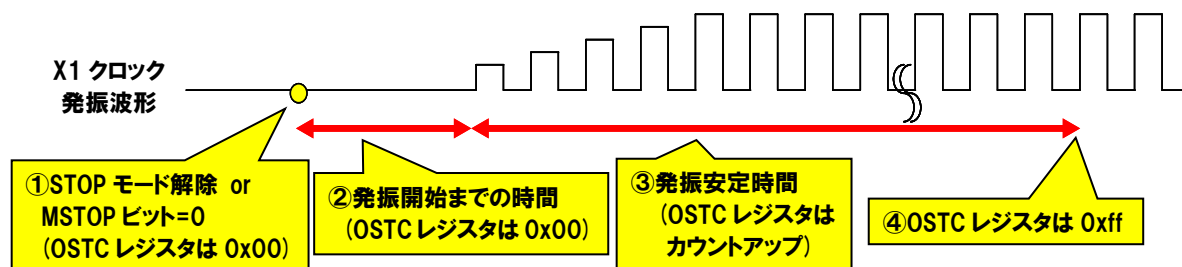 X1 クロック
発振波形
①STOP モード解除 or
MSTOP ビット=0
(OSTC レジスタは 0x00)
②発振開始までの時間
(OSTC レジスタは 0x00)
③発振安定時間
(OSTC レジスタは
カウントアップ)
④OSTC レジスタは 0xff